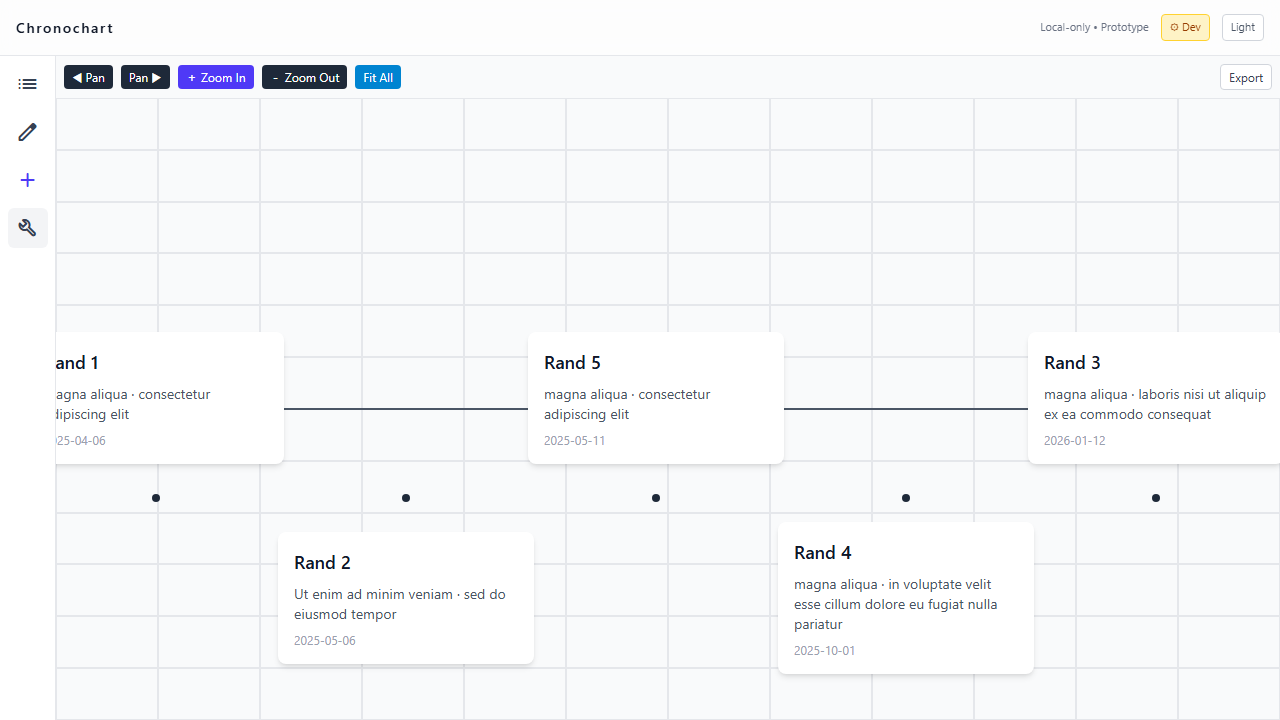 Chronochart
Local-only • Prototype
⚙ Dev
Light
◀ Pan
Pan ▶
+ Zoom In
- Zoom Out
Fit All
Export
and 1
agna aliqua · consectetur
dipiscing elit
25-04-06
Rand 5
magna aliqua · consectetur
adipiscing elit
2025-05-11
Rand 3
magna aliqua · laboris nisi ut aliquip
ex ea commodo consequat
2026-01-12
Rand 2
Ut enim ad minim veniam · sed do
eiusmod tempor
2025-05-06
Rand 4
magna aliqua · in voluptate velit
esse cillum dolore eu fugiat nulla
pariatur
2025-10-01